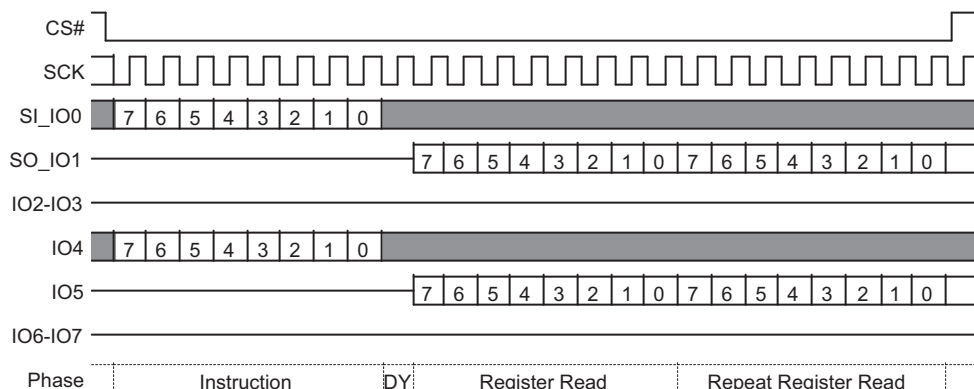 CS#
SCK
SI_IO0 7 6 5 4 3 2 1 0
SO_IO1 7 6 5 4 3 2 1 0 7 6 5 4 3 2 1 0
IO2-IO3
IO4 7 6 5 4 3 2 1 0
IO5 7 6 5 4 3 2 1 0 7 6 5 4 3 2 1 0
IO6-IO7
Phase Instruction DY Register Read Repeat Register Read